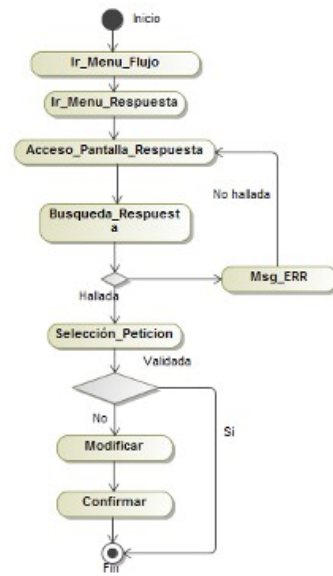 Inicio
Ir_Menu_Flujo
Ir_Menu_Respuesta
Acceso_Pantalla_Respuesta
No hallada
Busqueda_Respuest
a
Msg_ERR
Hallada
Selección_Peticion
Validada
No
Si
Modificar
Confirmar
Fin